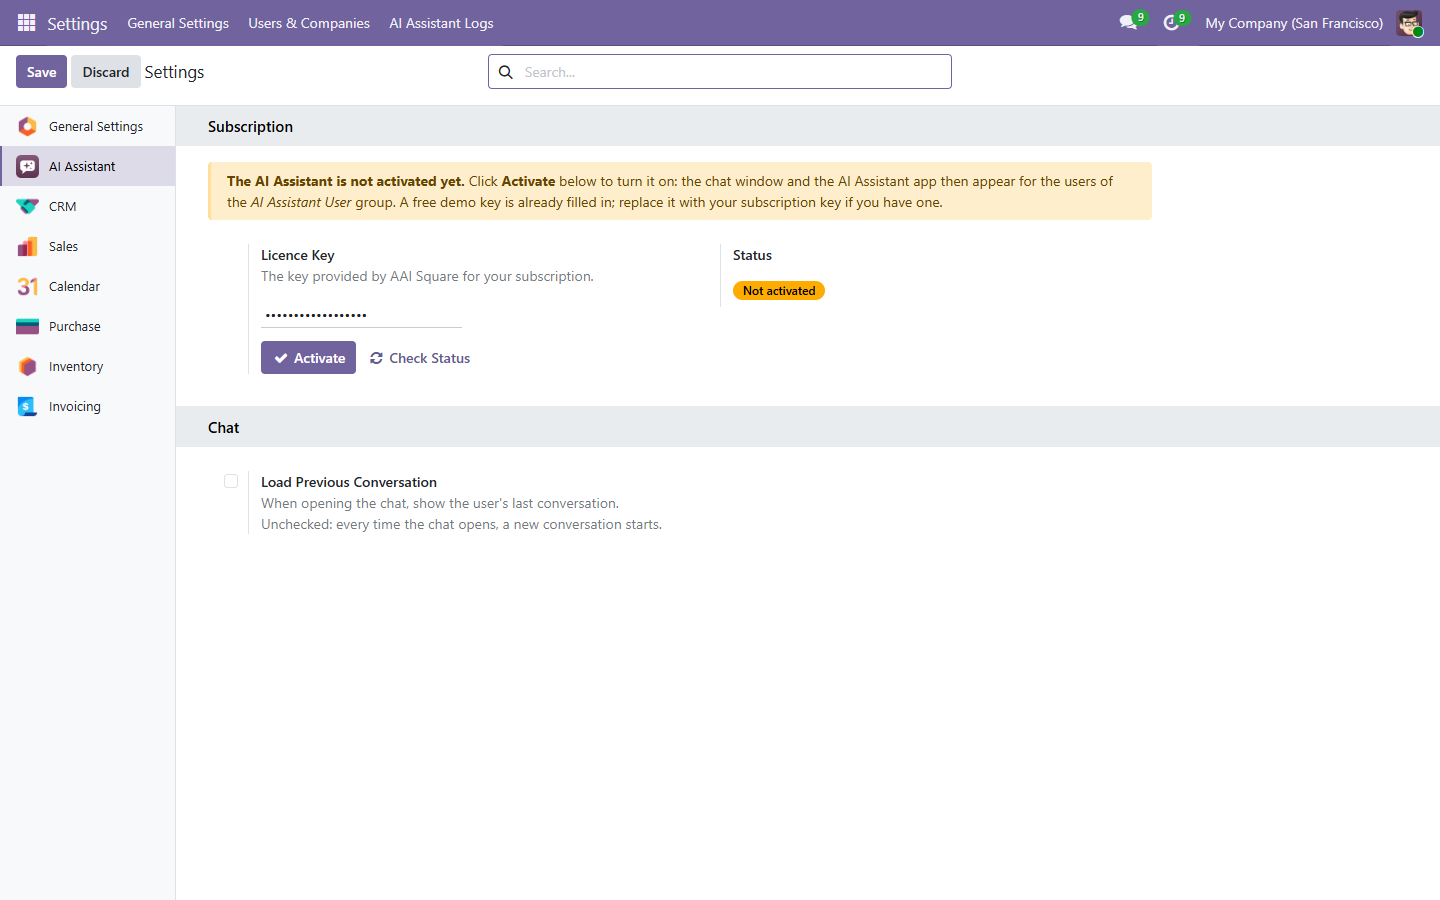 Settings General Settings Users & Companies AI Assistant Logs 9 9 My Company (San Francisco)
Save Discard Settings Search...
General Settings
AI Assistant
CRM
Sales
31 Calendar
Purchase
Inventory
$ Invoicing
Subscription
The AI Assistant is not activated yet. Click Activate below to turn it on: the chat window and the AI Assistant app then appear for the users of
the AI Assistant User group. A free demo key is already filled in; replace it with your subscription key if you have one.
Licence Key
The key provided by AAI Square for your subscription.
••••••••••••••••••
Activate Check Status
Status
Not activated
Chat
Load Previous Conversation
When opening the chat, show the user's last conversation.
Unchecked: every time the chat opens, a new conversation starts.